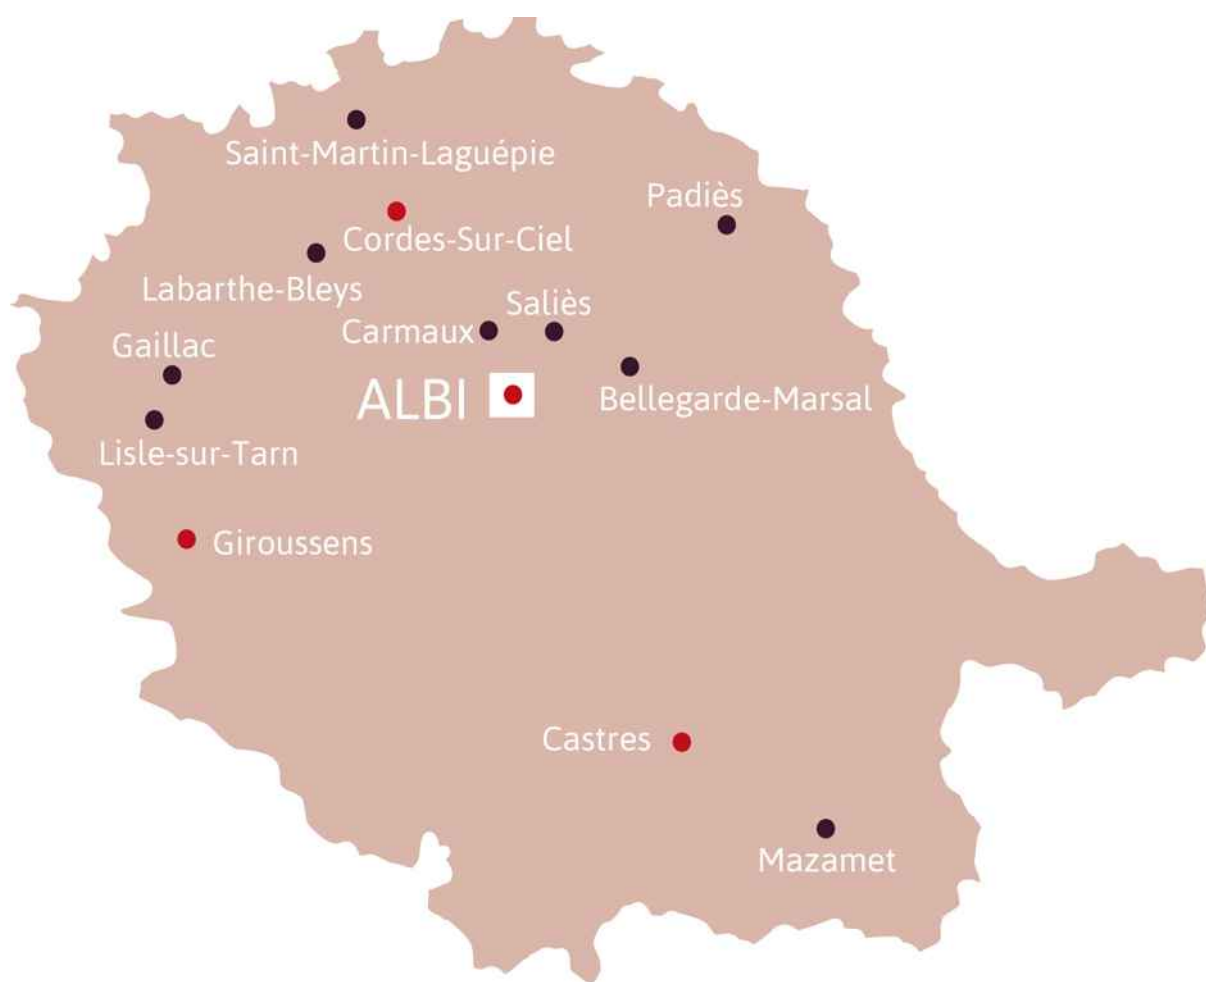 Saint-Martin-Laguépie
Padiès
Cordes-Sur-Ciel
Labarthe-Bleys
Saliès
Carmaux
Gaillac
ALBI
Bellegarde-Marsal
Lisle-sur-Tarn
Giroussens
Castres
Mazamet